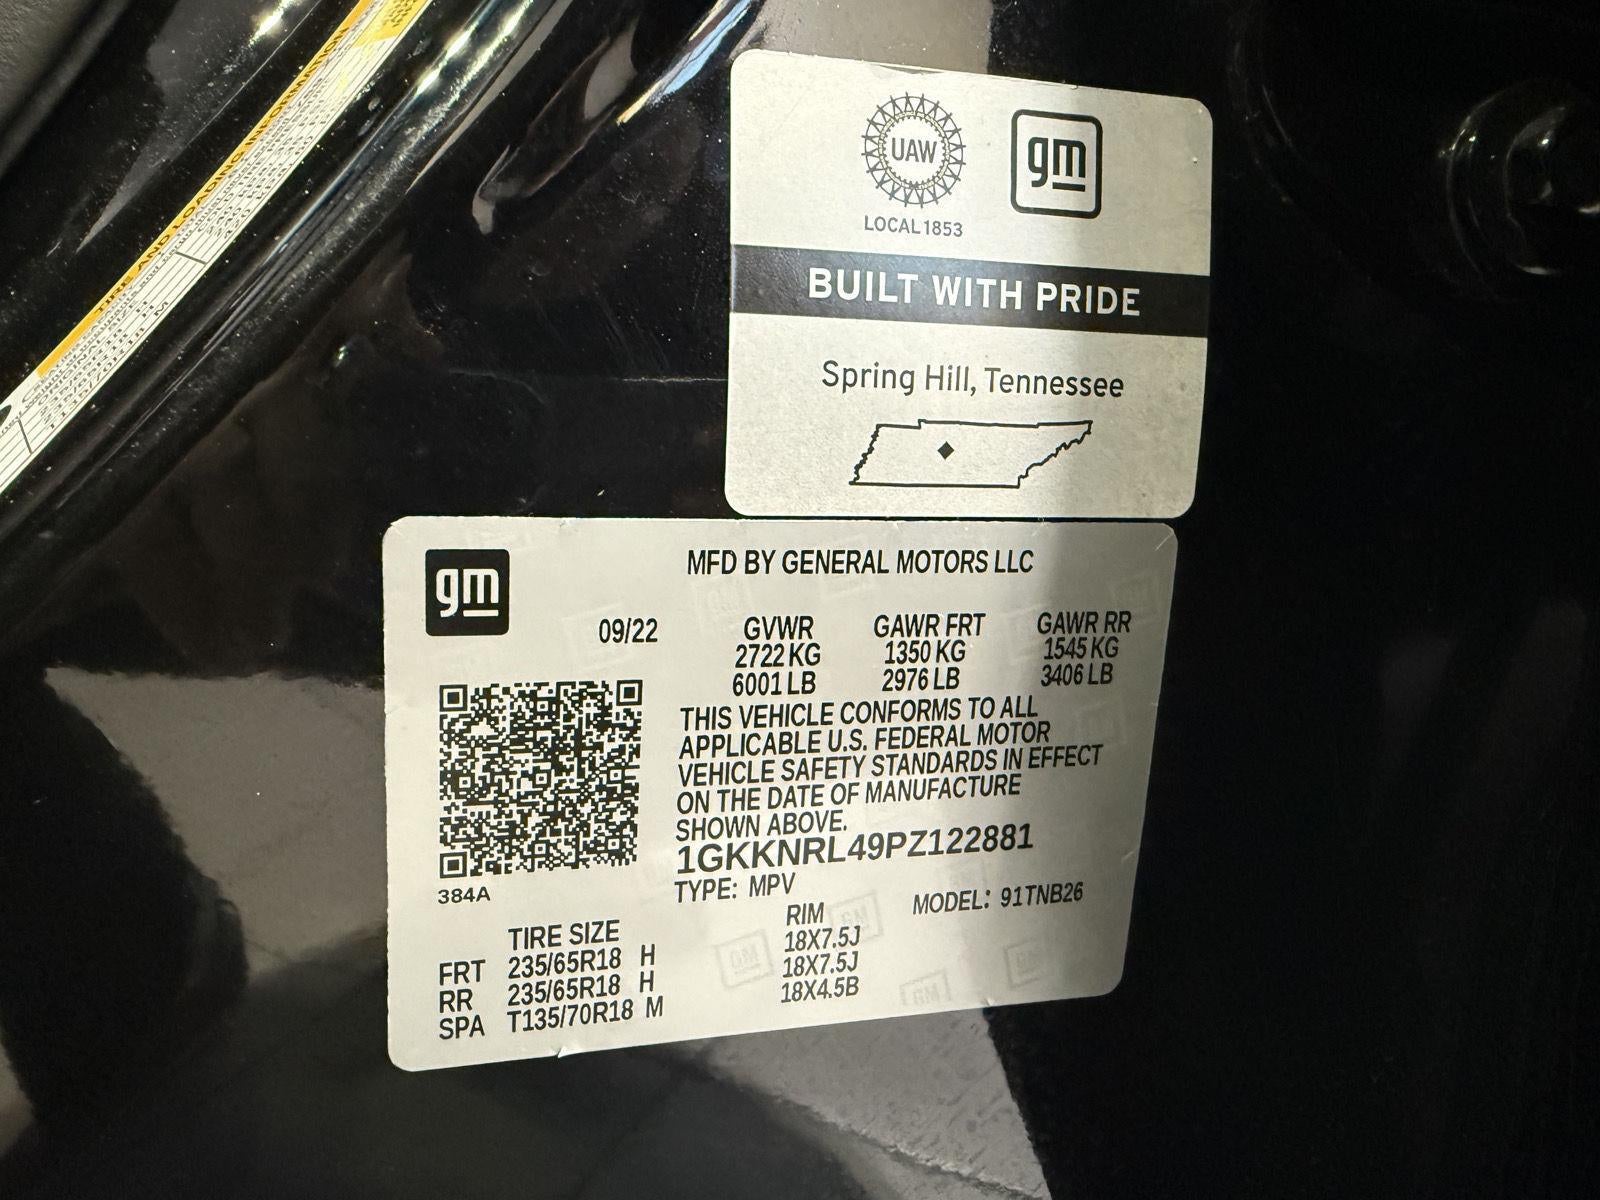 TIRE AND LOADING INFORMATION
UAW
gm
LOCAL 1853
BUILT WITH PRIDE
Spring Hill, Tennessee
gm
MFD BY GENERAL MOTORS LLC
09/22
GVWR GAWR FRT GAWR RR
2722 KG 1350 KG 1545 KG
6001 LB 2976 LB 3406 LB
THIS VEHICLE CONFORMS TO ALL
APPLICABLE U.S. FEDERAL MOTOR
VEHICLE SAFETY STANDARDS IN EFFECT
ON THE DATE OF MANUFACTURE
SHOWN ABOVE.
1GKKNRL49PZ122881
TYPE: MPV
MODEL: 91TNB26
384A
TIRE SIZE RIM
FRT 235/65R18 H 18X7.5J
RR 235/65R18 H 18X7.5J
SPA T135/70R18 M 18X4.5B